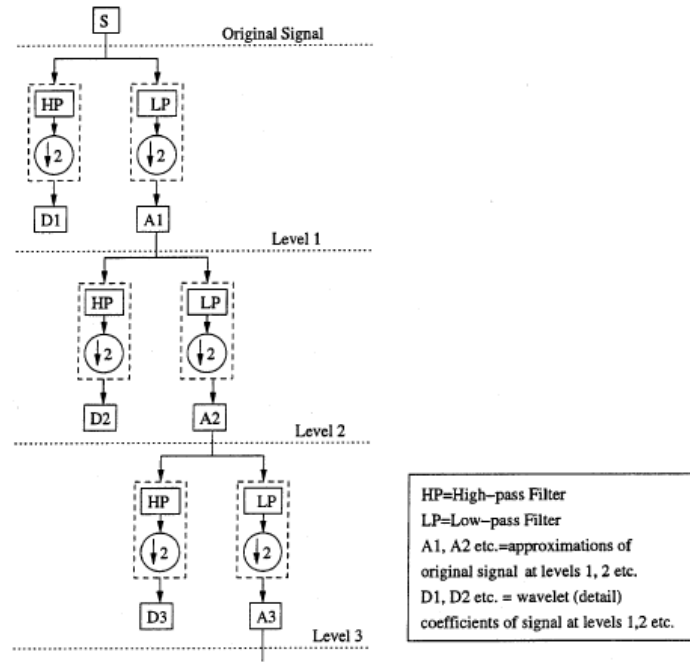 S
Original Signal
HP LP
↓2 ↓2
D1 A1
Level 1
HP LP
↓2 ↓2
D2 A2
Level 2
HP LP
↓2 ↓2
D3 A3
Level 3
HP=High-pass Filter
LP=Low-pass Filter
A1, A2 etc.=approximations of
original signal at levels 1, 2 etc.
D1, D2 etc. = wavelet (detail)
coefficients of signal at levels 1,2 etc.